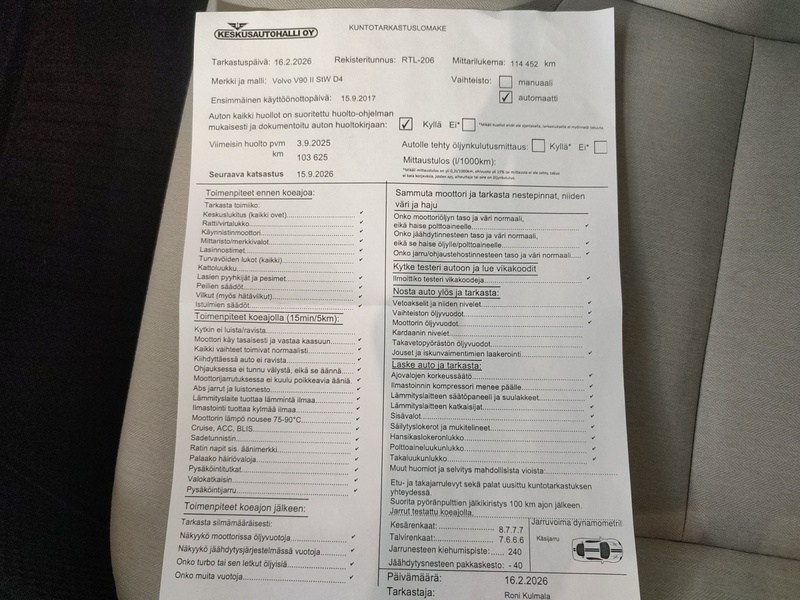 KESKUSAUTOHALLI OY
KUNTOTARKASTUSLOMAKE
Tarkastuspäivä: 16.2.2026 Rekisteritunnus: RTL-206 Mittarilukema: 114 452 km
Merkki ja malli: Volvo V90 II StW D4 Vaihteisto: manuaali
✓ automaatti
Ensimmäinen käyttöönottopäivä: 15.9.2017
Auton kaikki huollot on suoritettu huolto-ohjelman
mukaisesti ja dokumentoitu auton huoltokirjaan: ✓ Kyllä Ei*
Viimeisin huolto pvm 3.9.2025
km 103 625
Seuraava katsastus 15.9.2026
Autolle tehty öljynkulutusmittaus: Kyllä* Ei
Mittaustulos (l/1000km):
Toimenpiteet ennen koeajoa:
Tarkasta toimiiko:
Keskuslukitus (kaikki ovet) ✓
Ratti/virtalukko ✓
Käynnistinmoottori ✓
Mittaristo/merkkivalot ✓
Lasinnostimet ✓
Turvavöiden lukot (kaikki) ✓
Kattoluukku
Lasien pyyhkijät ja pesimet ✓
Peilien säädöt ✓
Vilkut (myös hätävilkut) ✓
Istuimien säädöt ✓
Toimenpiteet koeajolla (15min/5km):
Kytkin ei luista/ravista
Moottori käy tasaisesti ja vastaa kaasuun ✓
Kaikki vaihteet toimivat normaalisti ✓
Kiihdyttäessä auto ei ravista ✓
Ohjauksessa ei tunnu välystä, eikä se äännä ✓
Moottorijarrutuksessa ei kuulu poikkeavia ääniä ✓
Abs jarrut ja luistonesto ✓
Lämmityslaite tuottaa lämmintä ilmaa ✓
Ilmastointi tuottaa kylmää ilmaa ✓
Moottorin lämpö nousee 75-90°C ✓
Cruise, ACC, BLIS ✓
Sadetunnistin ✓
Ratin napit sis. äänimerkki ✓
Palaako häiriövaloja ✓
Pysäköintitutkat ✓
Valokatkaisin ✓
Pysäköintijarru ✓
Toimenpiteet koeajon jälkeen:
Tarkasta silmämääräisesti:
Näkyykö moottorissa öljyvuotoja ✓
Näkyykö jäähdytysjärjestelmässä vuotoja ✓
Onko turbo tai sen letkut öljyisiä ✓
Onko muita vuotoja ✓
Sammuta moottori ja tarkasta nestepinnat, niiden
väri ja haju
Onko moottoriöljyn taso ja väri normaali,
eikä haise polttoaineelle ✓
Onko jäähdytinnesteen taso ja väri normaali,
eikä se haise öljylle/polttoaineelle ✓
Onko jarru/ohjaustehostinnesteen taso ja väri normaali ✓
Kytke testeri autoon ja lue vikakoodit
Ilmoittiko testeri vikakoodeja ✓
Nosta auto ylös ja tarkasta:
Vetoakselit ja niiden nivelet ✓
Vaihteiston öljyvuodot ✓
Moottorin öljyvuodot ✓
Kardaanin nivelet
Takavetopyörästön öljyvuodot
Jouset ja iskunvaimentimien laakerointi ✓
Laske auto ja tarkasta:
Ajovalojen korkeussäätö ✓
Ilmastoinnin kompressori menee päälle ✓
Lämmityslaitteen säätöpaneeli ja suulakkeet ✓
Lämmityslaitteen katkaisijat ✓
Sisävalot ✓
Säilytyslokerot ja mukitelineet ✓
Hansikaslokeronlukko ✓
Polttoaineluukunlukko ✓
Takaluukunlukko ✓
Muut huomiot ja selvitys mahdollisista vioista:
Etu- ja takajarrulevyt sekä palat uusittu kuntotarkastuksen
yhteydessä.
Suorita pyöränpulttien jälkikiristys 100 km ajon jälkeen.
Jarrut testattu koeajolla.
Kesärenkaat: 8.7.7.7
Talvirenkaat: 7.6.6.6
Jarrunesteen kiehumispiste: 240
Jäähdytysnesteen pakkaskesto: - 40
Jarruvoima dynamometri
Käsijarru
Päivämäärä: 16.2.2026
Tarkastaja: Roni Kulmala